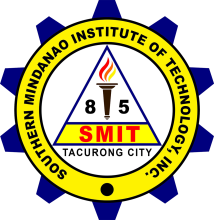 SOUTHERN MINDANAO INSTITUTE OF TECHNOLOGY, INC.
8 5
SMIT
TACURONG CITY